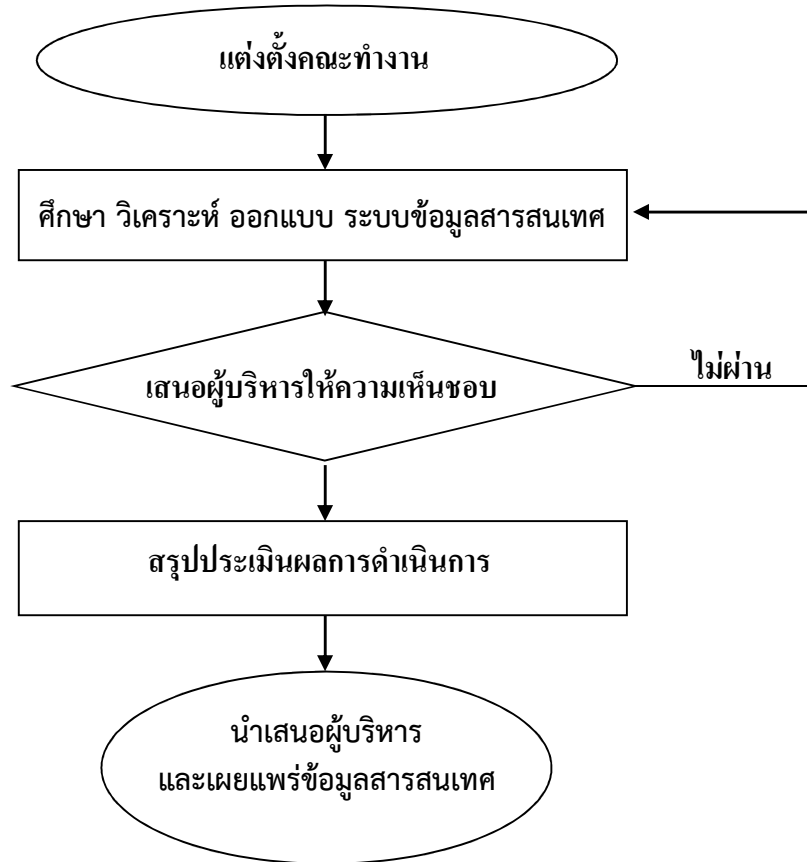 แต่งตั้งคณะทำงาน
ศึกษา วิเคราะห์ ออกแบบ ระบบข้อมูลสารสนเทศ
เสนอผู้บริหารให้ความเห็นชอบ
ไม่ผ่าน
สรุปประเมินผลการดำเนินการ
นำเสนอผู้บริหาร
และเผยแพร่ข้อมูลสารสนเทศ